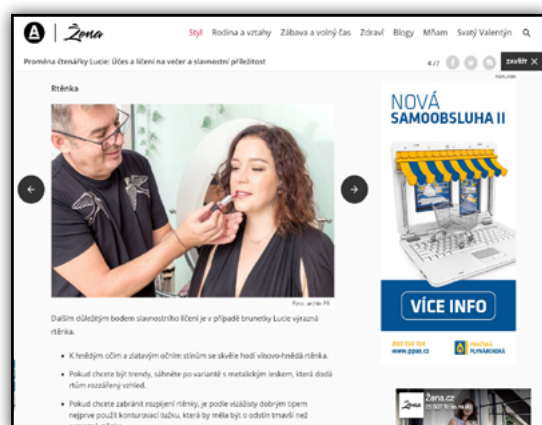 Žena
Styl Rodina a vztahy Zábava a volný čas Zdraví Blogy Mňam Svatý Valentýn
Proměna čtenářky Lucie: Účes a líčení na večer a slavnostní příležitost
4/7
ZAVŘÍT X
REKLAMA
Rtěnka
Foto: archiv PR
Dalším důležitým bodem slavnostního líčení je v případě brunetky Lucie výrazná
rtěnka.
K hnědým očím a zlatavým očním stínům se skvěle hodí vínovo-hnědá rtěnka.
Pokud chcete být trendy, sáhněte po variantě s metalickým leskem, která dodá
rtům rozzářený vzhled.
Pokud chcete zabránit rozpíjení rtěnky, je podle vizážisty dobrým tipem
nejprve použít konturovací tužku, která by měla být o odstín tmavší než
NOVÁ
SAMOOBSLUHA II
VÍCE INFO
www.ppas.cz
PRAŽSKÁ
PLYNÁRENSKÁ
Žena
Žena.cz